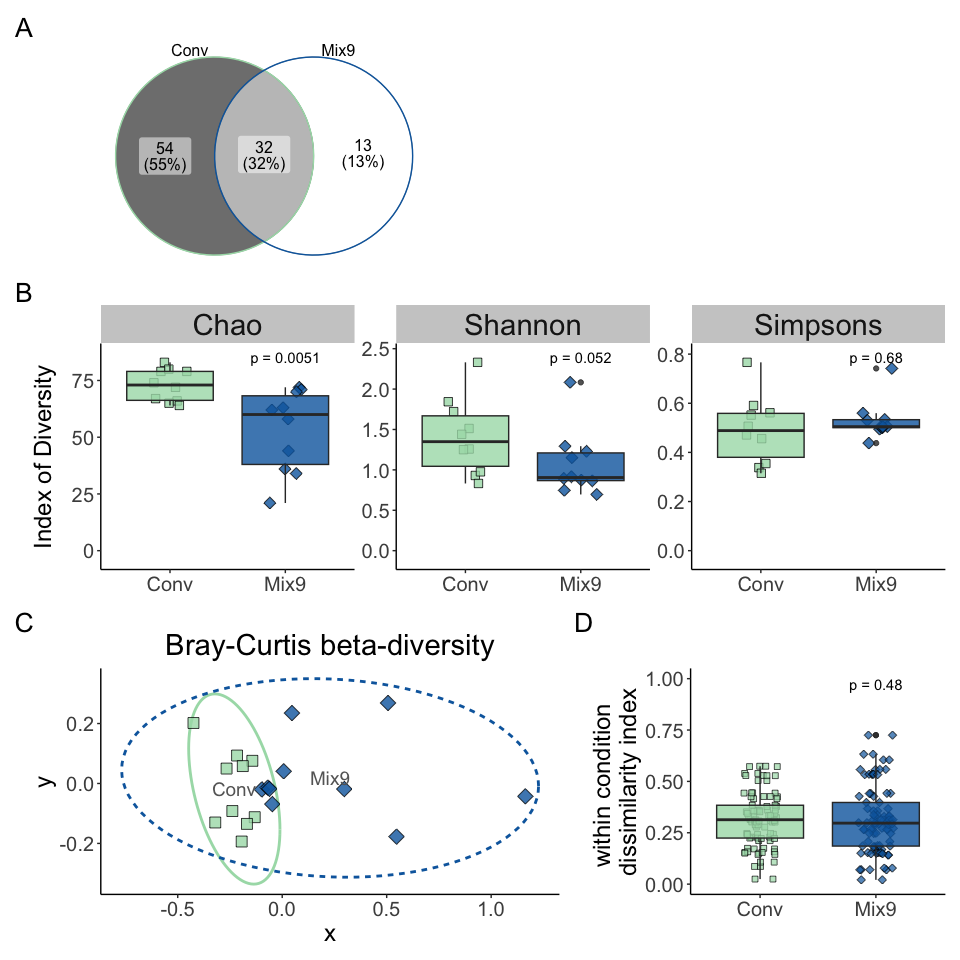 A
Conv
Mix9
54
(55%)
32
(32%)
13
(13%)
B
Chao
Shannon
Simpsons
Index of Diversity
p = 0.0051
75
50
25
0
Conv
Mix9
p = 0.052
2.5
2.0
1.5
1.0
0.5
0.0
Conv
Mix9
p = 0.68
0.8
0.6
0.4
0.2
0.0
Conv
Mix9
C
Bray-Curtis beta-diversity
y
0.2
0.0
-0.2
Conv
Mix9
-0.5
0.0
0.5
1.0
x
D
within condition
dissimilarity index
p = 0.48
1.00
0.75
0.50
0.25
0.00
Conv
Mix9